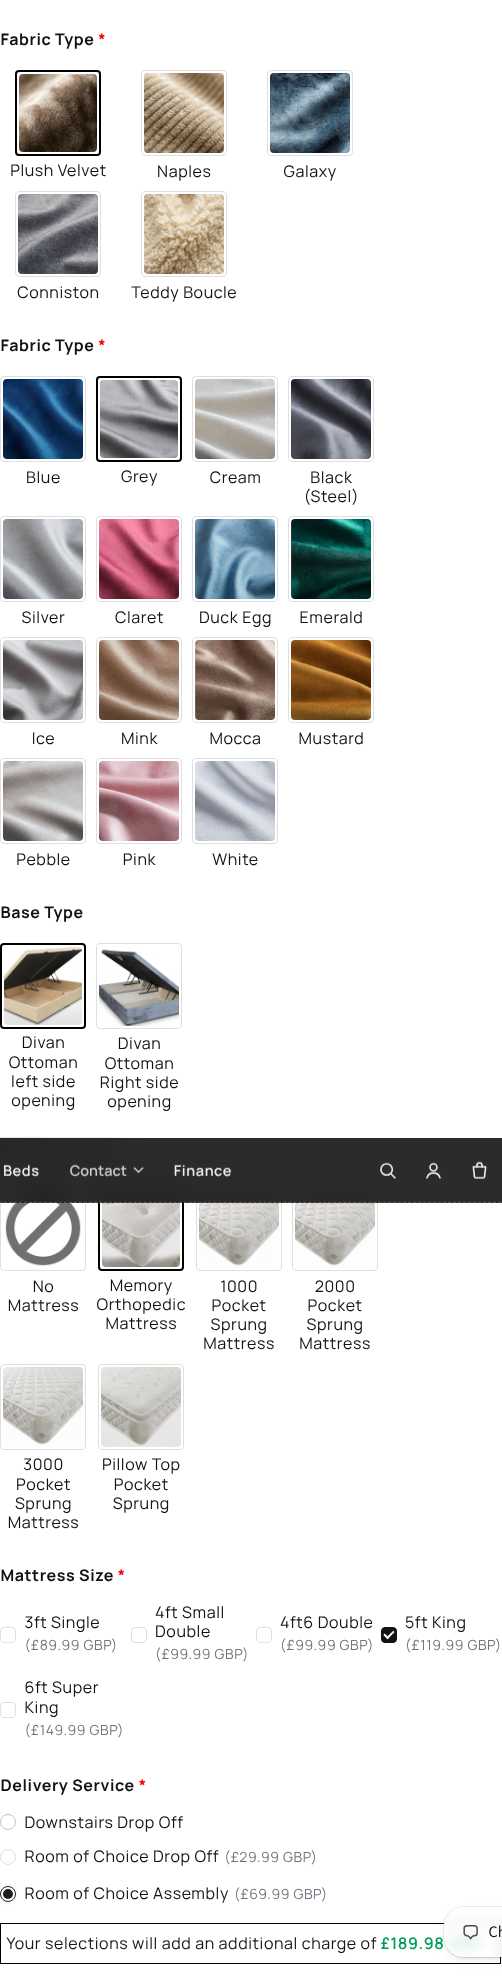 Fabric Type *
Plush Velvet
Naples
Galaxy
Conniston
Teddy Boucle
Fabric Type *
Blue
Grey
Cream
Black
(Steel)
Silver
Claret
Duck Egg
Emerald
Ice
Mink
Mocca
Mustard
Pebble
Pink
White
Base Type
Divan
Ottoman
left side
opening
Divan
Ottoman
Right side
opening
Beds
Contact
Finance
No
Mattress
Memory
Orthopedic
Mattress
1000
Pocket
Sprung
Mattress
2000
Pocket
Sprung
Mattress
3000
Pocket
Sprung
Mattress
Pillow Top
Pocket
Sprung
Mattress Size *
3ft Single
(£89.99 GBP)
4ft Small
Double
(£99.99 GBP)
4ft6 Double
(£99.99 GBP)
5ft King
(£119.99 GBP)
6ft Super
King
(£149.99 GBP)
Delivery Service *
Downstairs Drop Off
Room of Choice Drop Off (£29.99 GBP)
Room of Choice Assembly (£69.99 GBP)
Your selections will add an additional charge of £189.98